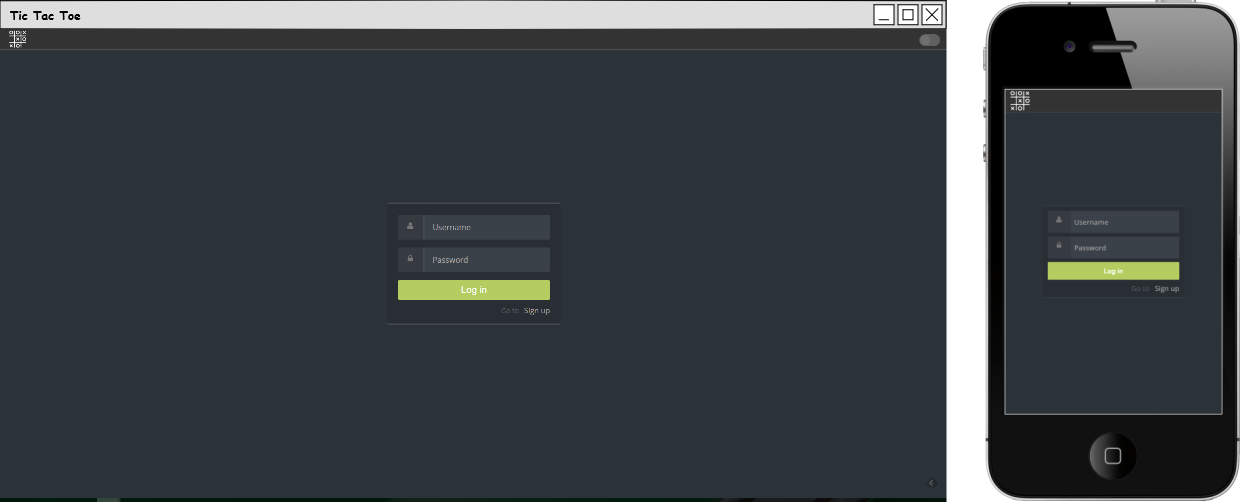 Tic Tac Toe
Username
Password
Log in
Go to Sign up
Username
Password
Log in
Go to Sign up